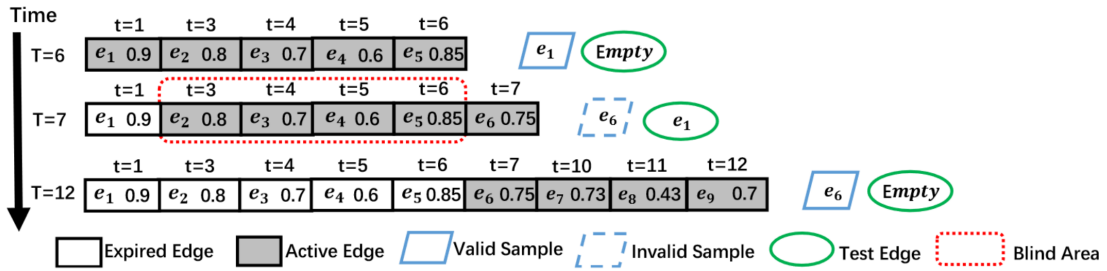 Time
t=1 t=3 t=4 t=5 t=6
T=6 e₁ 0.9 e₂ 0.8 e₃ 0.7 e₄ 0.6 e₅ 0.85 e₁ Empty
t=1 t=3 t=4 t=5 t=6 t=7
T=7 e₁ 0.9 e₂ 0.8 e₃ 0.7 e₄ 0.6 e₅ 0.85 e₆ 0.75 e₆ e₁
t=1 t=3 t=4 t=5 t=6 t=7 t=10 t=11 t=12
T=12 e₁ 0.9 e₂ 0.8 e₃ 0.7 e₄ 0.6 e₅ 0.85 e₆ 0.75 e₇ 0.73 e₈ 0.43 e₉ 0.7 e₆ Empty
Expired Edge Active Edge Valid Sample Invalid Sample Test Edge Blind Area